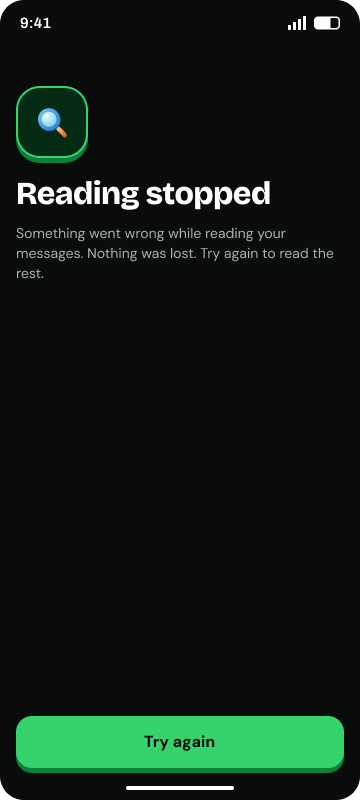 9:41
Reading stopped
Something went wrong while reading your
messages. Nothing was lost. Try again to read the
rest.
Try again